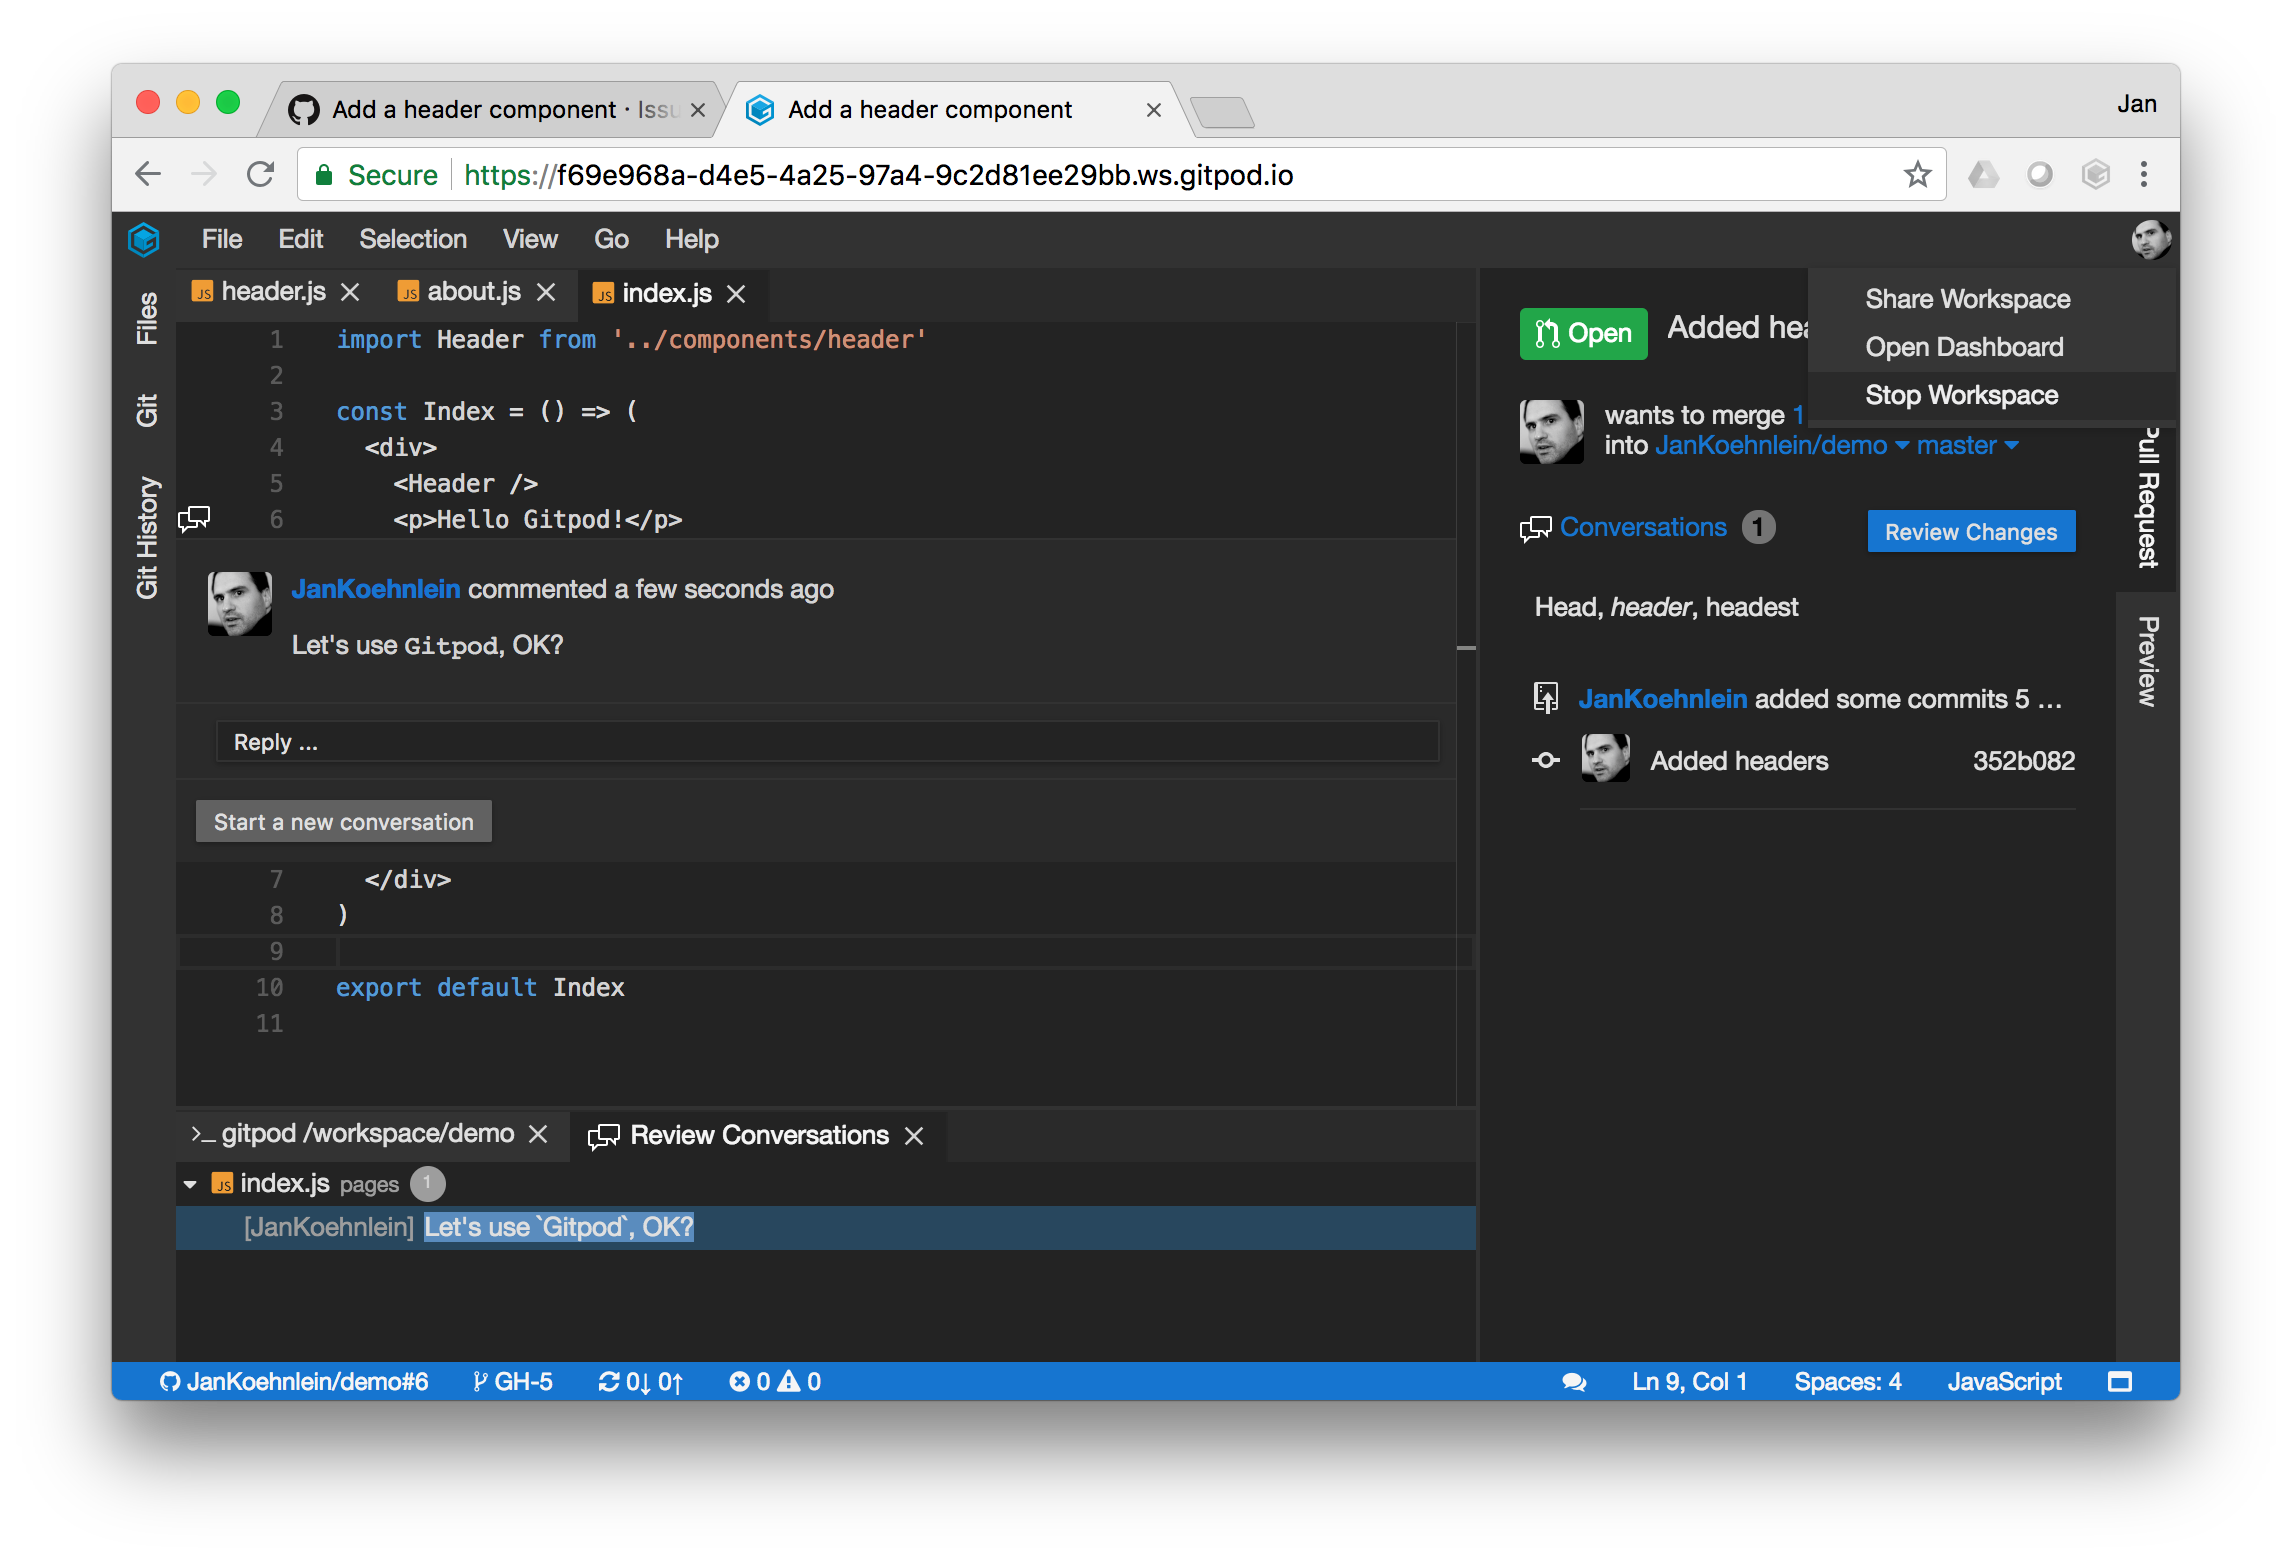 Add a header component · Issu
Add a header component
Jan
Secure
https://f69e968a-d4e5-4a25-97a4-9c2d81ee29bb.ws.gitpod.io
File Edit Selection View Go Help
Files
Git
Git History
header.js
about.js
index.js
1 import Header from '../components/header'
2
3 const Index = () => (
4 <div>
5 <Header />
6 <p>Hello Gitpod!</p>
JanKoehnlein commented a few seconds ago
Let's use Gitpod, OK?
Reply ...
Start a new conversation
7 </div>
8 )
9
10 export default Index
11
>_ gitpod /workspace/demo
Review Conversations
JS index.js pages 1
[JanKoehnlein] Let's use `Gitpod`, OK?
Share Workspace
Open Dashboard
Stop Workspace
Open
Added hea
wants to merge 1
into JanKoehnlein/demo master
Conversations 1
Review Changes
Head, header, headest
JanKoehnlein added some commits 5 ...
Added headers 352b082
Pull Request
Preview
JanKoehnlein/demo#6 GH-5 0↓ 0↑ 0 0
Ln 9, Col 1 Spaces: 4 JavaScript